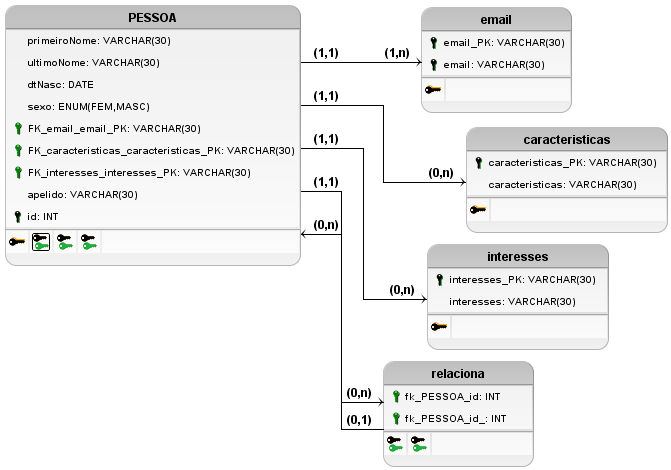 PESSOA
primeiroNome: VARCHAR(30)
ultimoNome: VARCHAR(30)
dtNasc: DATE
sexo: ENUM(FEM,MASC)
FK_email_email_PK: VARCHAR(30)
FK_caracteristicas_caracteristicas_PK: VARCHAR(30)
FK_interesses_interesses_PK: VARCHAR(30)
apelido: VARCHAR(30)
id: INT
(1,1)
(1,n)
(1,1)
(0,n)
(1,1)
(0,n)
(1,1)
(0,n)
(0,n)
(0,1)
email
email_PK: VARCHAR(30)
email: VARCHAR(30)
caracteristicas
caracteristicas_PK: VARCHAR(30)
caracteristicas: VARCHAR(30)
interesses
interesses_PK: VARCHAR(30)
interesses: VARCHAR(30)
relaciona
fk_PESSOA_id: INT
fk_PESSOA_id_: INT